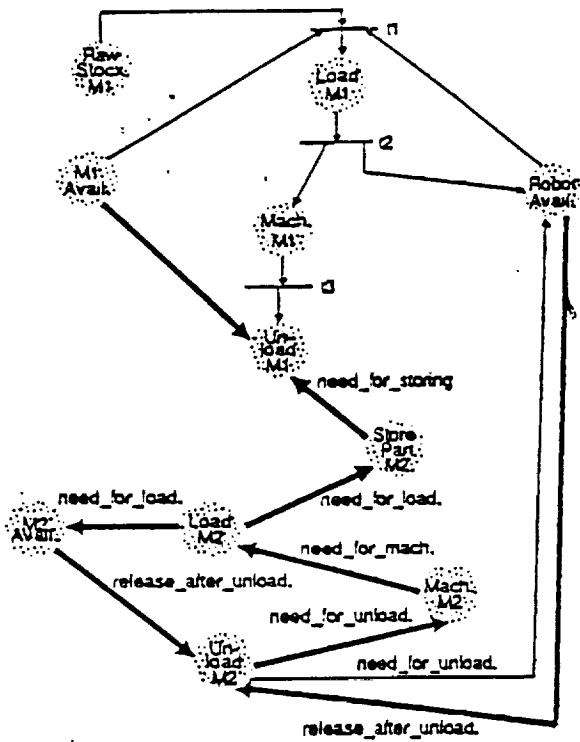 t1
Raw
Stock
M1
Load
M1
t2
M1
Avail.
Robot
Avail.
Mach.
M1
t3
Un-
load
M1
need_for_storing
Store
Part
M2
need_for_load.
need_for_load.
M2
Avail.
Load
M2
need_for_mach.
release_after_unload.
Mach.
M2
need_for_unload.
Un-
load
M2
need_for_unload.
release_after_unload.